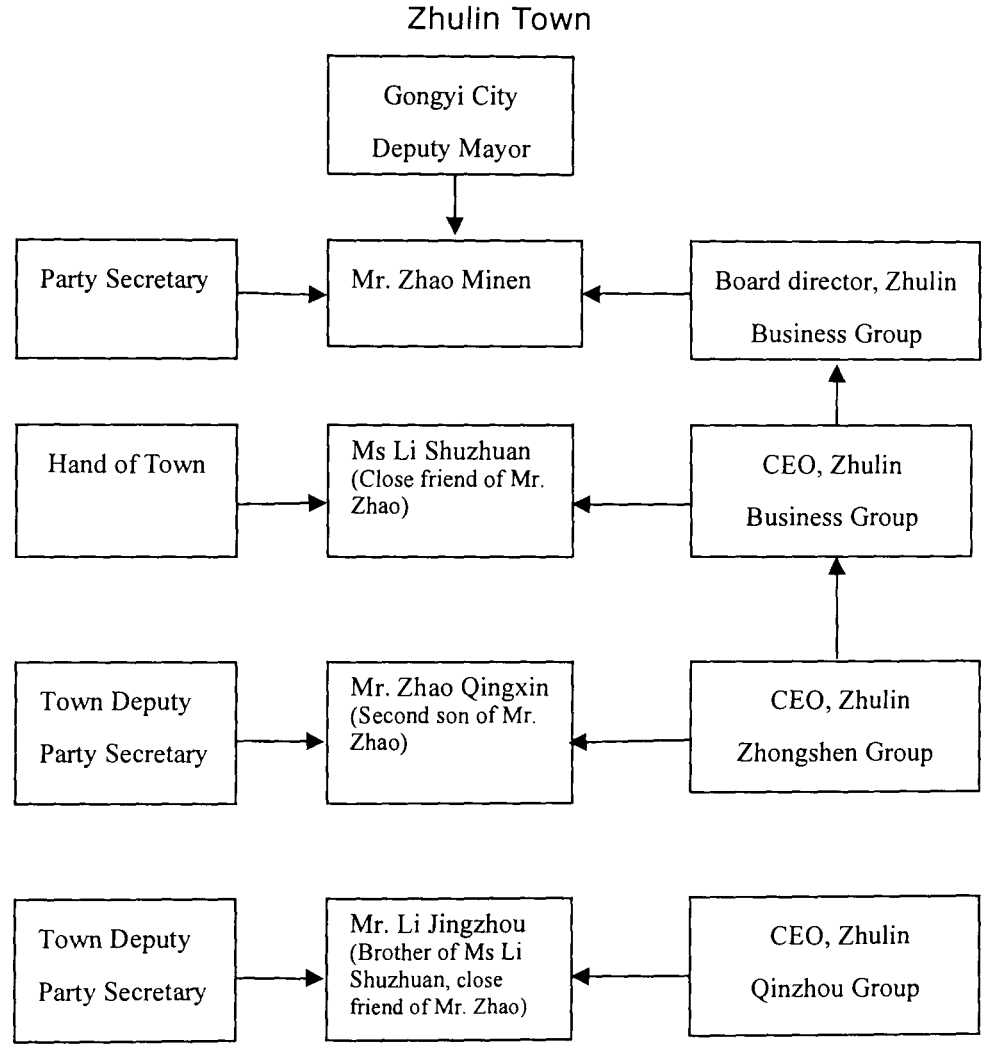 Zhulin Town
Gongyi City
Deputy Mayor
Party Secretary
Mr. Zhao Minen
Board director, Zhulin
Business Group
Hand of Town
Ms Li Shuzhuan
(Close friend of Mr.
Zhao)
CEO, Zhulin
Business Group
Town Deputy
Party Secretary
Mr. Zhao Qingxin
(Second son of Mr.
Zhao)
CEO, Zhulin
Zhongshen Group
Town Deputy
Party Secretary
Mr. Li Jingzhou
(Brother of Ms Li
Shuzhuan, close
friend of Mr. Zhao)
CEO, Zhulin
Qinzhou Group